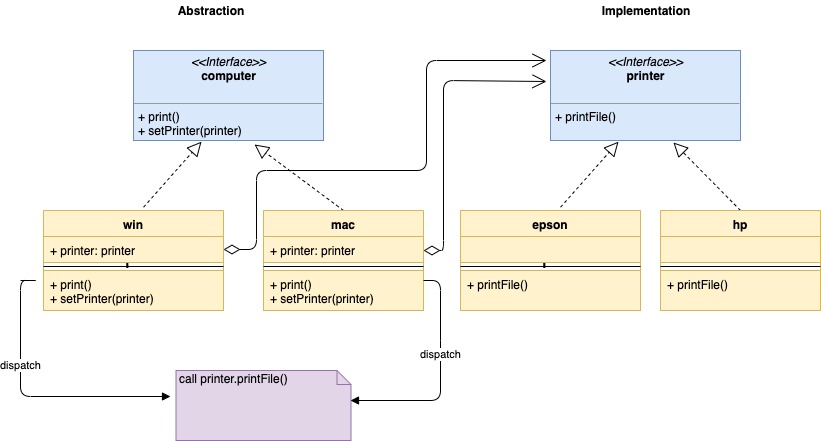 Abstraction
Implementation
<<Interface>>
computer
+ print()
+ setPrinter(printer)
<<Interface>>
printer
+ printFile()
win
+ printer: printer
+ print()
+ setPrinter(printer)
mac
+ printer: printer
+ print()
+ setPrinter(printer)
epson
+ printFile()
hp
+ printFile()
dispatch
dispatch
call printer.printFile()